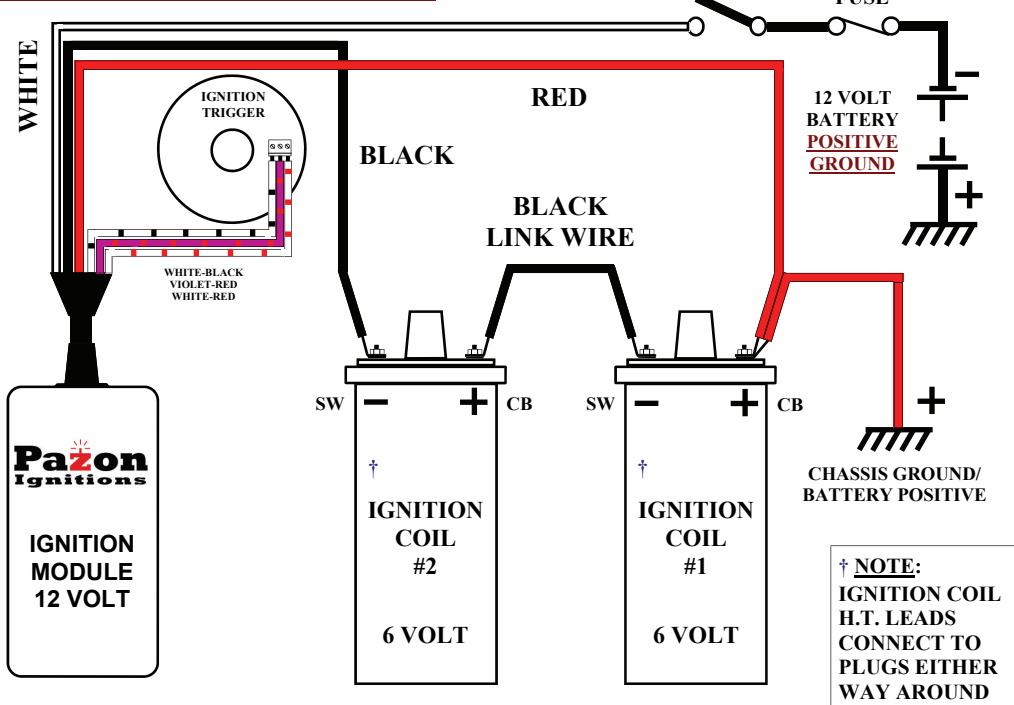 FUSE
WHITE
IGNITION
TRIGGER
RED
12 VOLT
BATTERY
POSITIVE
GROUND
BLACK
BLACK
LINK WIRE
WHITE-BLACK
VIOLET-RED
WHITE-RED
SW
CB
SW
CB
Pazon
Ignitions
IGNITION
MODULE
12 VOLT
†
IGNITION
COIL
#2
6 VOLT
†
IGNITION
COIL
#1
6 VOLT
CHASSIS GROUND/
BATTERY POSITIVE
† NOTE:
IGNITION COIL
H.T. LEADS
CONNECT TO
PLUGS EITHER
WAY AROUND